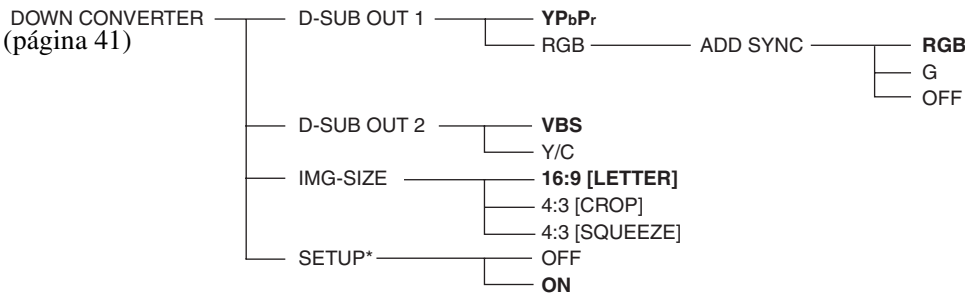 DOWN CONVERTER D-SUB OUT 1 YPbPr
(página 41) RGB ADD SYNC RGB
G
OFF
D-SUB OUT 2 VBS
Y/C
IMG-SIZE 16:9 [LETTER]
4:3 [CROP]
4:3 [SQUEEZE]
SETUP* OFF
ON